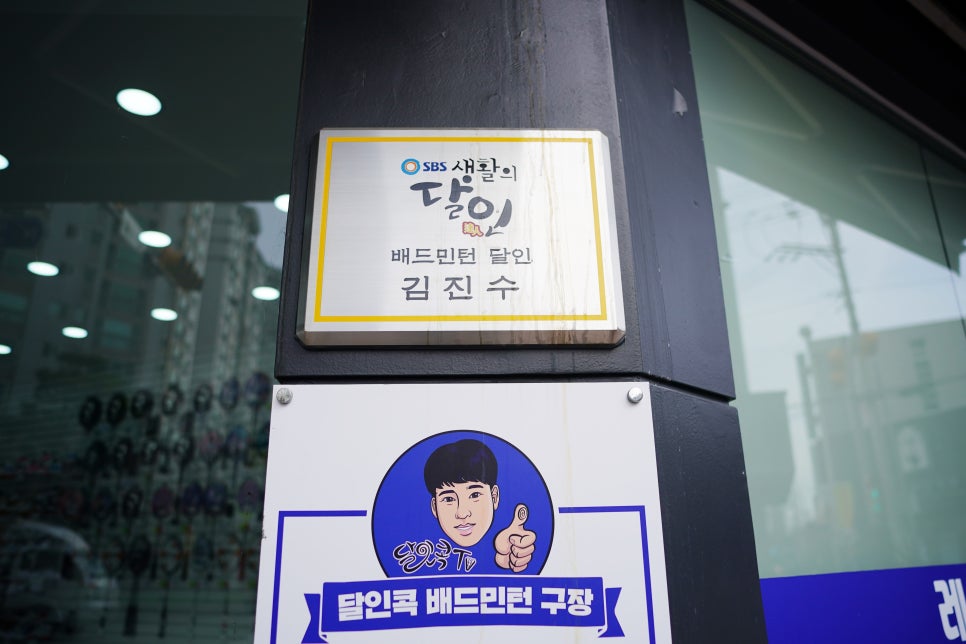 SBS 생활의
달인
배드민턴 달인
김진수
달인콕TV
달인콕 배드민턴 구장
레